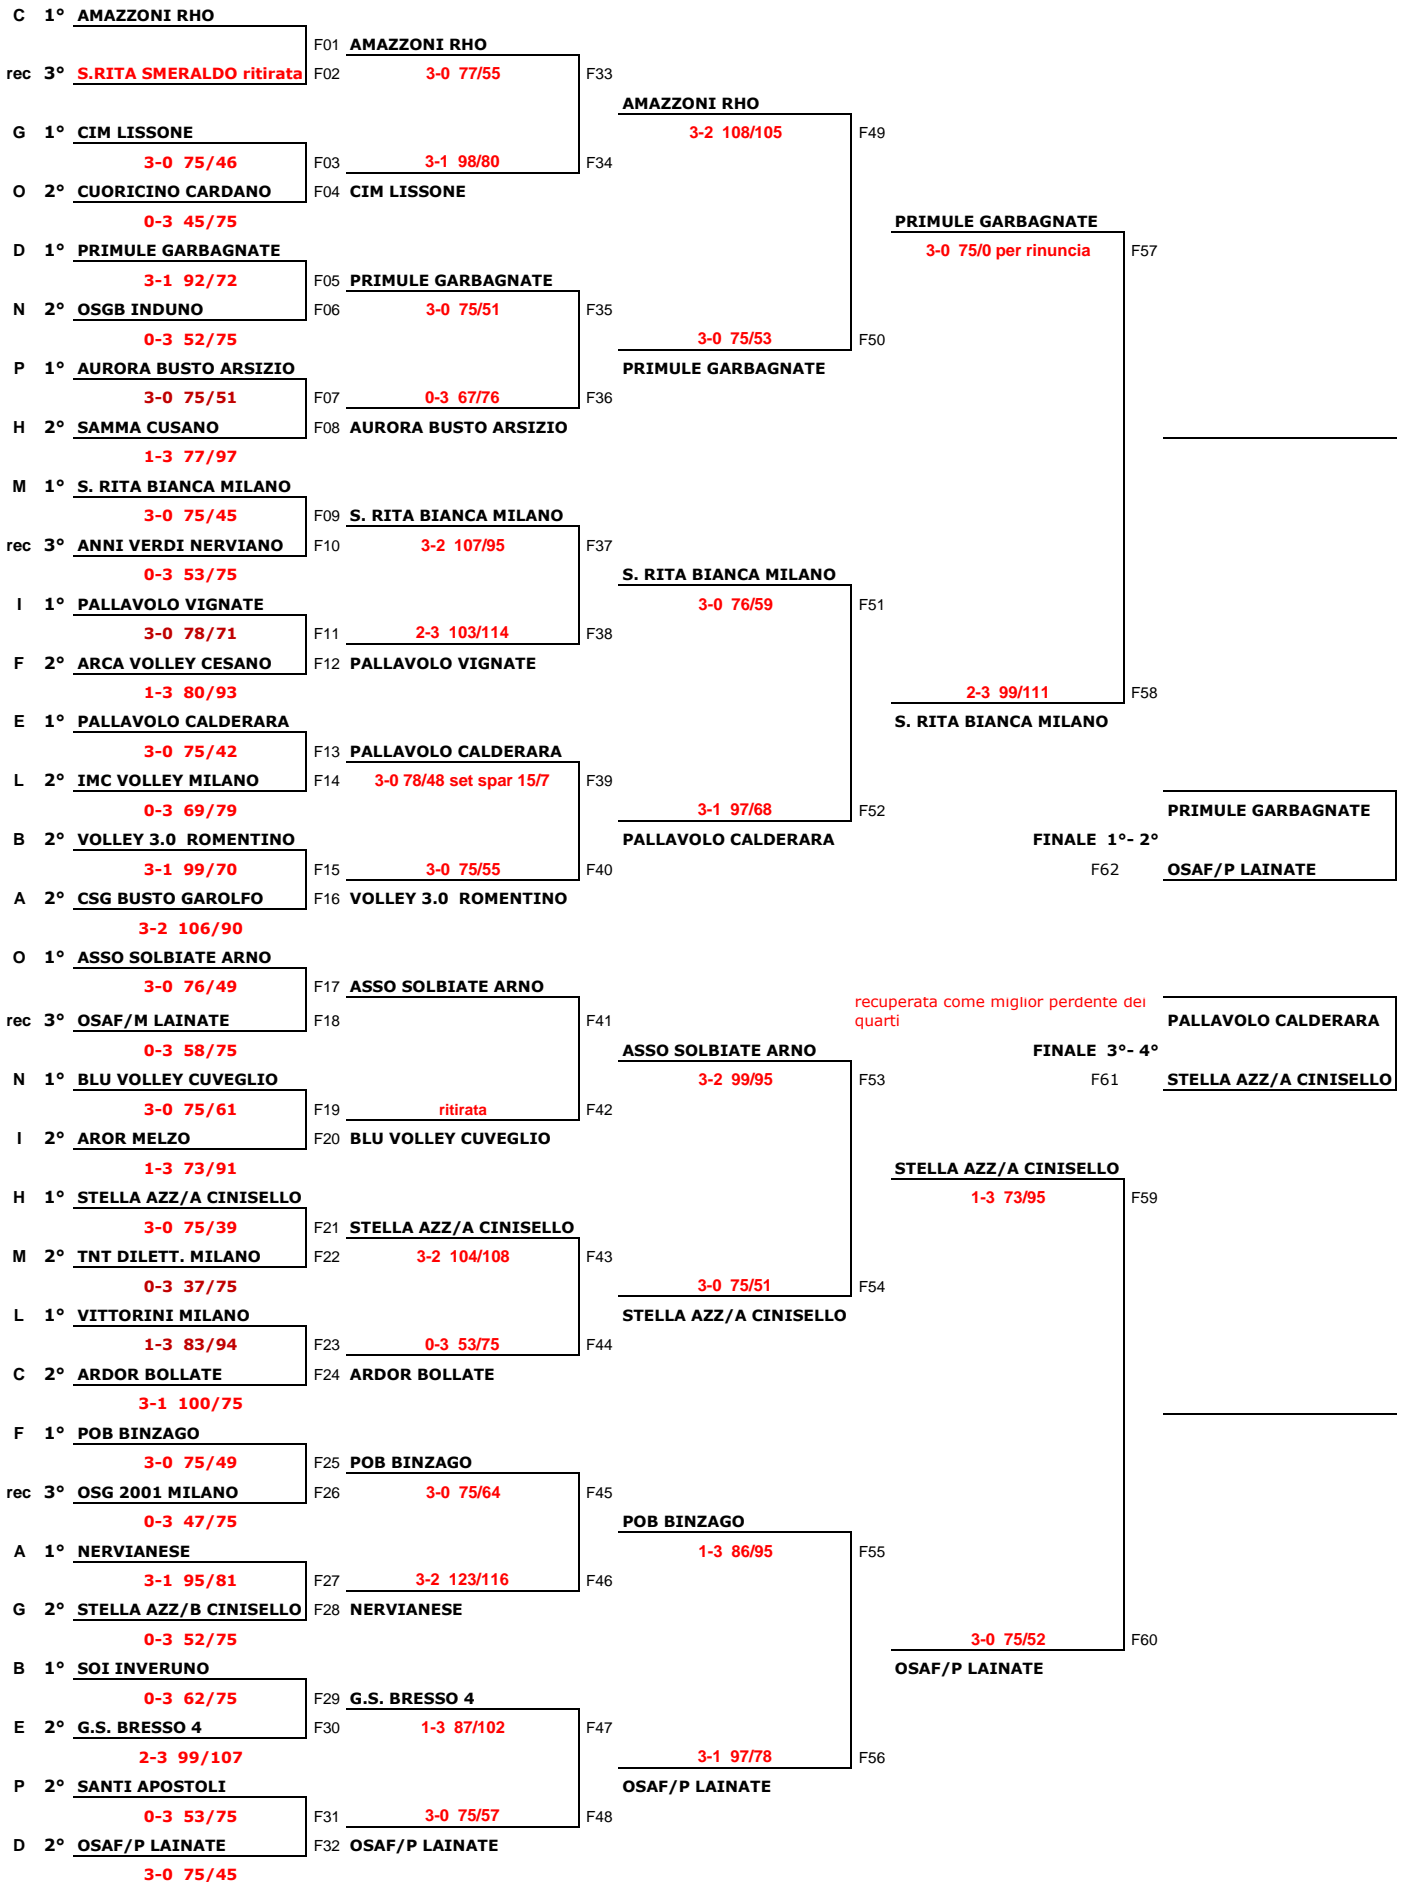 C 1° AMAZZONI RHO
F01 AMAZZONI RHO
rec 3° S.RITA SMERALDO ritirata F02 3-0 77/55 F33
AMAZZONI RHO
G 1° CIM LISSONE 3-2 108/105 F49
3-0 75/46 F03 3-1 98/80 F34
O 2° CUORICINO CARDANO F04 CIM LISSONE
0-3 45/75 PRIMULE GARBAGNATE
D 1° PRIMULE GARBAGNATE 3-0 75/0 per rinuncia F57
3-1 92/72 F05 PRIMULE GARBAGNATE
N 2° OSGB INDUNO F06 3-0 75/51 F35
0-3 52/75 3-0 75/53 F50
P 1° AURORA BUSTO ARSIZIO PRIMULE GARBAGNATE
3-0 75/51 F07 0-3 67/76 F36
H 2° SAMMA CUSANO F08 AURORA BUSTO ARSIZIO
1-3 77/97
M 1° S. RITA BIANCA MILANO
3-0 75/45 F09 S. RITA BIANCA MILANO
rec 3° ANNI VERDI NERVIANO F10 3-2 107/95 F37
0-3 53/75 S. RITA BIANCA MILANO
I 1° PALLAVOLO VIGNATE 3-0 76/59 F51
3-0 78/71 F11 2-3 103/114 F38
F 2° ARCA VOLLEY CESANO F12 PALLAVOLO VIGNATE
1-3 80/93 2-3 99/111 F58
E 1° PALLAVOLO CALDERARA S. RITA BIANCA MILANO
3-0 75/42 F13 PALLAVOLO CALDERARA
L 2° IMC VOLLEY MILANO F14 3-0 78/48 set spar 15/7 F39
0-3 69/79 3-1 97/68 F52 PRIMULE GARBAGNATE
B 2° VOLLEY 3.0 ROMENTINO PALLAVOLO CALDERARA FINALE 1°- 2°
3-1 99/70 F15 3-0 75/55 F40 F62 OSAF/P LAINATE
A 2° CSG BUSTO GAROLFO F16 VOLLEY 3.0 ROMENTINO
3-2 106/90
O 1° ASSO SOLBIATE ARNO
3-0 76/49 F17 ASSO SOLBIATE ARNO recuperata come miglior perdente dei
rec 3° OSAF/M LAINATE F18 F41 quarti PALLAVOLO CALDERARA
0-3 58/75 ASSO SOLBIATE ARNO FINALE 3°- 4°
N 1° BLU VOLLEY CUVEGLIO 3-2 99/95 F53 F61 STELLA AZZ/A CINISELLO
3-0 75/61 F19 ritirata F42
I 2° AROR MELZO F20 BLU VOLLEY CUVEGLIO
1-3 73/91 STELLA AZZ/A CINISELLO
H 1° STELLA AZZ/A CINISELLO 1-3 73/95 F59
3-0 75/39 F21 STELLA AZZ/A CINISELLO
M 2° TNT DILETT. MILANO F22 3-2 104/108 F43
0-3 37/75 3-0 75/51 F54
L 1° VITTORINI MILANO STELLA AZZ/A CINISELLO
1-3 83/94 F23 0-3 53/75 F44
C 2° ARDOR BOLLATE F24 ARDOR BOLLATE
3-1 100/75
F 1° POB BINZAGO
3-0 75/49 F25 POB BINZAGO
rec 3° OSG 2001 MILANO F26 3-0 75/64 F45
0-3 47/75 POB BINZAGO
A 1° NERVIANESE 1-3 86/95 F55
3-1 95/81 F27 3-2 123/116 F46
G 2° STELLA AZZ/B CINISELLO F28 NERVIANESE
0-3 52/75 3-0 75/52 F60
B 1° SOI INVERUNO OSAF/P LAINATE
0-3 62/75 F29 G.S. BRESSO 4
E 2° G.S. BRESSO 4 F30 1-3 87/102 F47
2-3 99/107 3-1 97/78 F56
P 2° SANTI APOSTOLI OSAF/P LAINATE
0-3 53/75 F31 3-0 75/57 F48
D 2° OSAF/P LAINATE F32 OSAF/P LAINATE
3-0 75/45